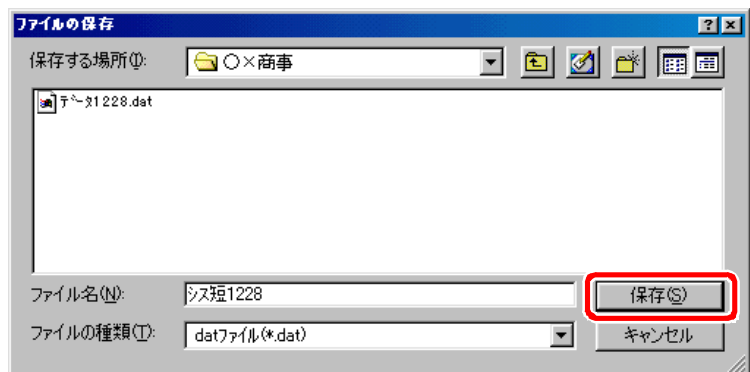 ファイルの保存
保存する場所(I): ○×商事
ﾃﾞｰﾀ1228.dat
ファイル名(N): ｼｽ短1228 保存(S)
ファイルの種類(T): datﾌｧｲﾙ(*.dat) キャンセル